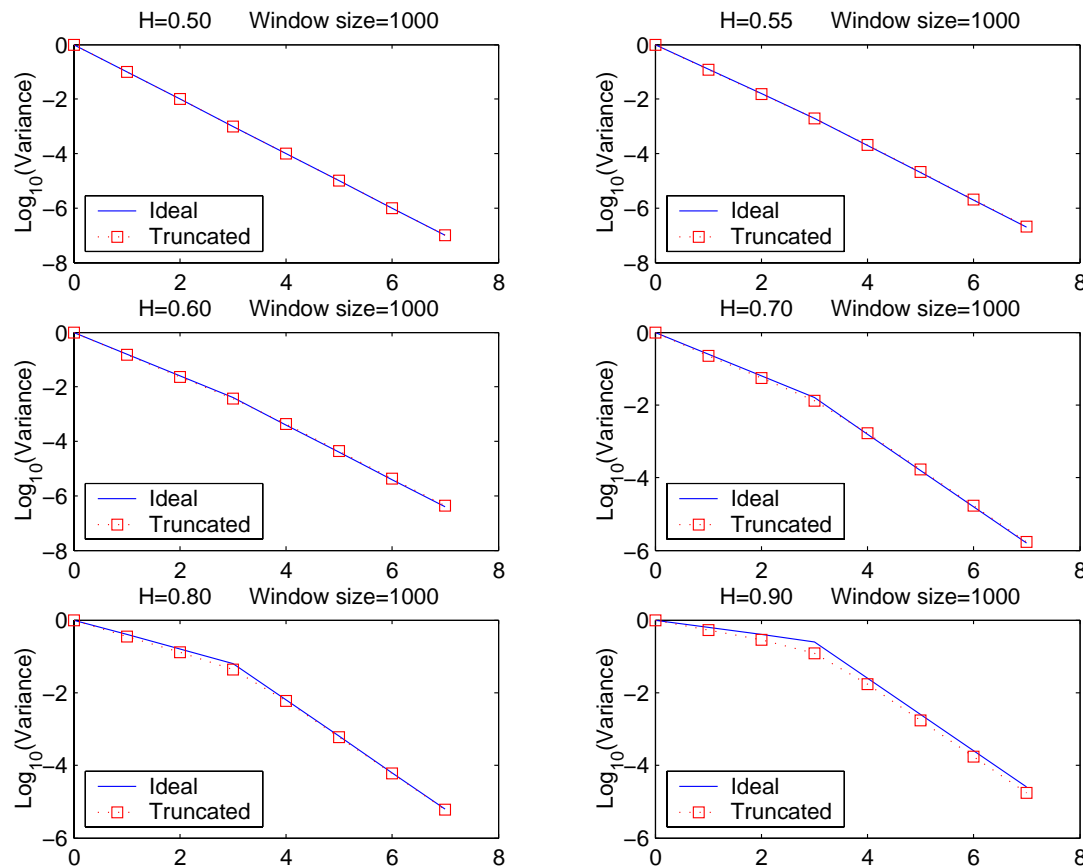 H=0.50 Window size=1000
0
−2
−4
−6
−8
Log10(Variance)
Ideal
Truncated
0 2 4 6 8
H=0.55 Window size=1000
0
−2
−4
−6
−8
Log10(Variance)
Ideal
Truncated
0 2 4 6 8
H=0.60 Window size=1000
0
−2
−4
−6
−8
Log10(Variance)
Ideal
Truncated
0 2 4 6 8
H=0.70 Window size=1000
0
−2
−4
−6
Log10(Variance)
Ideal
Truncated
0 2 4 6 8
H=0.80 Window size=1000
0
−2
−4
−6
Log10(Variance)
Ideal
Truncated
0 2 4 6 8
H=0.90 Window size=1000
0
−2
−4
−6
Log10(Variance)
Ideal
Truncated
0 2 4 6 8